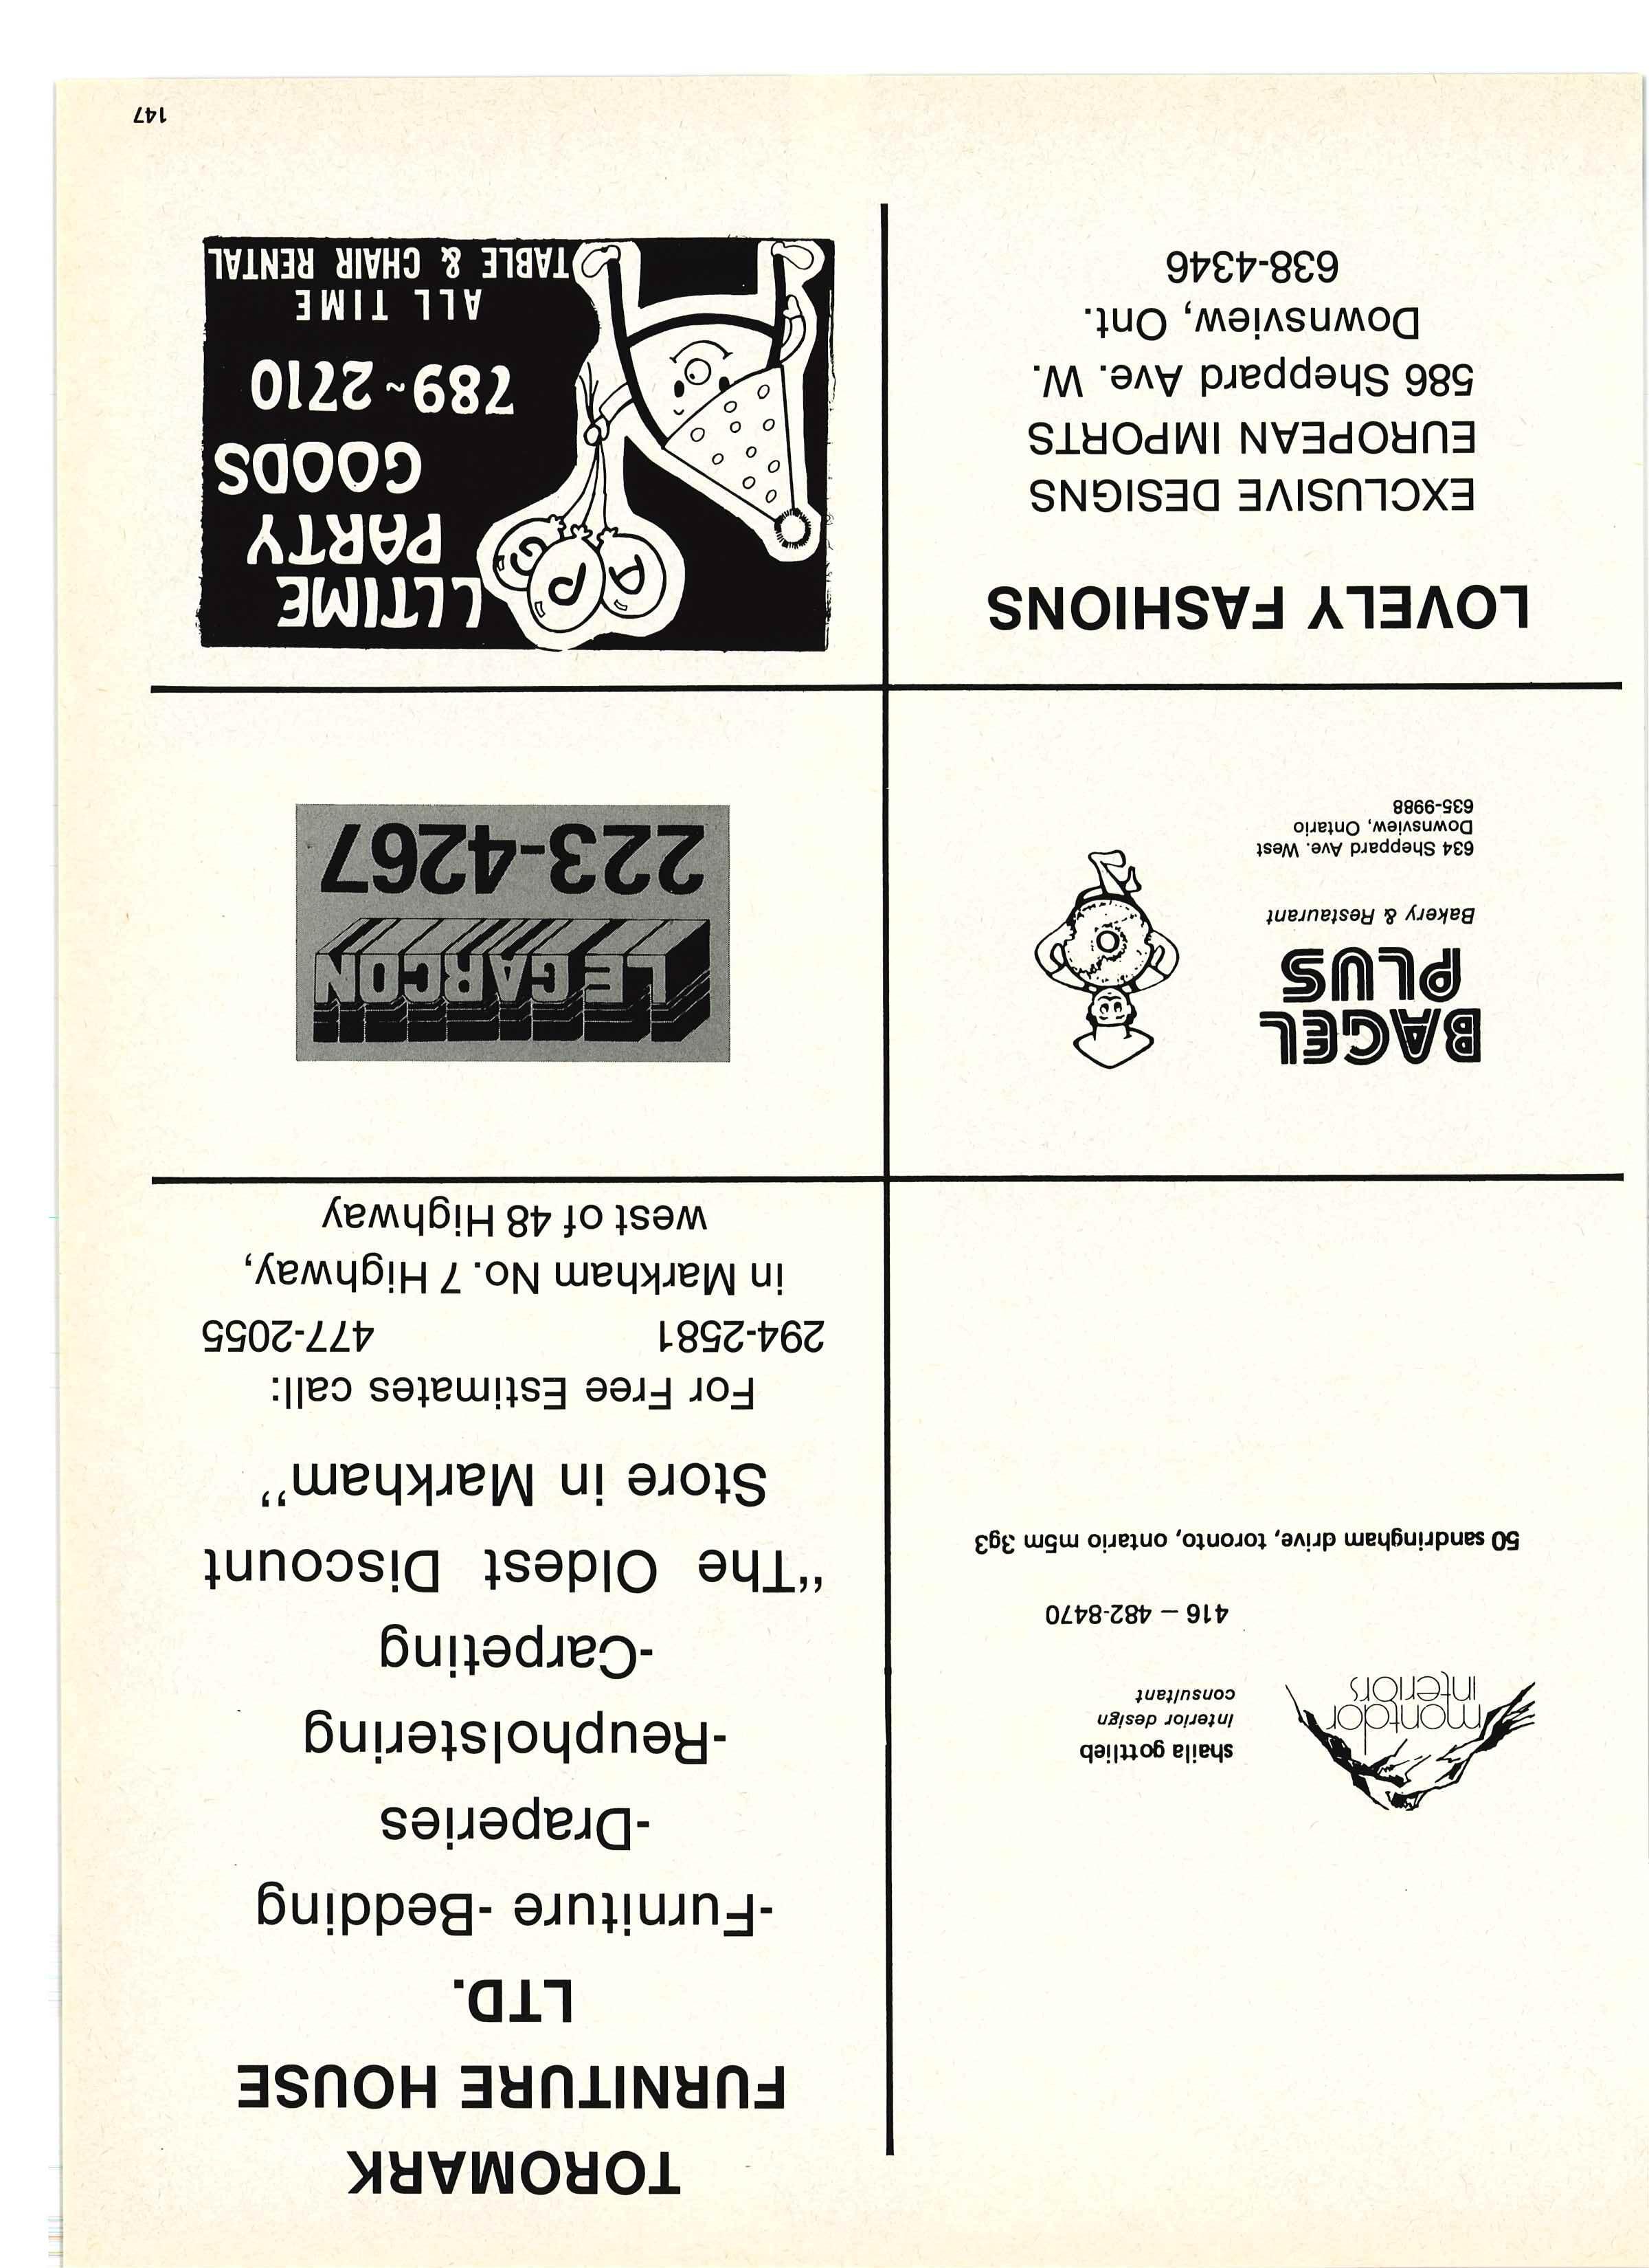 montdor
interiors
shaila gottlieb
interior design
consultant
416 – 482-8470
50 sandringham drive, toronto, ontario m5m 3g3
TOROMARK
FURNITURE HOUSE
LTD.
-Furniture -Bedding
-Draperies
-Reupholstering
-Carpeting
"The Oldest Discount
Store in Markham"
For Free Estimates call:
294-2581 477-2055
in Markham No. 7 Highway,
west of 48 Highway
BAGEL
PLUS
Bakery & Restaurant
634 Sheppard Ave. West
Downsview, Ontario
635-9988
LE GARCON
223-4267
LOVELY FASHIONS
EXCLUSIVE DESIGNS
EUROPEAN IMPORTS
586 Sheppard Ave. W.
Downsview, Ont.
638-4346
A P G
LLTIME
PARTY
GOODS
789~2710
ALL TIME
TABLE & CHAIR RENTAL
147